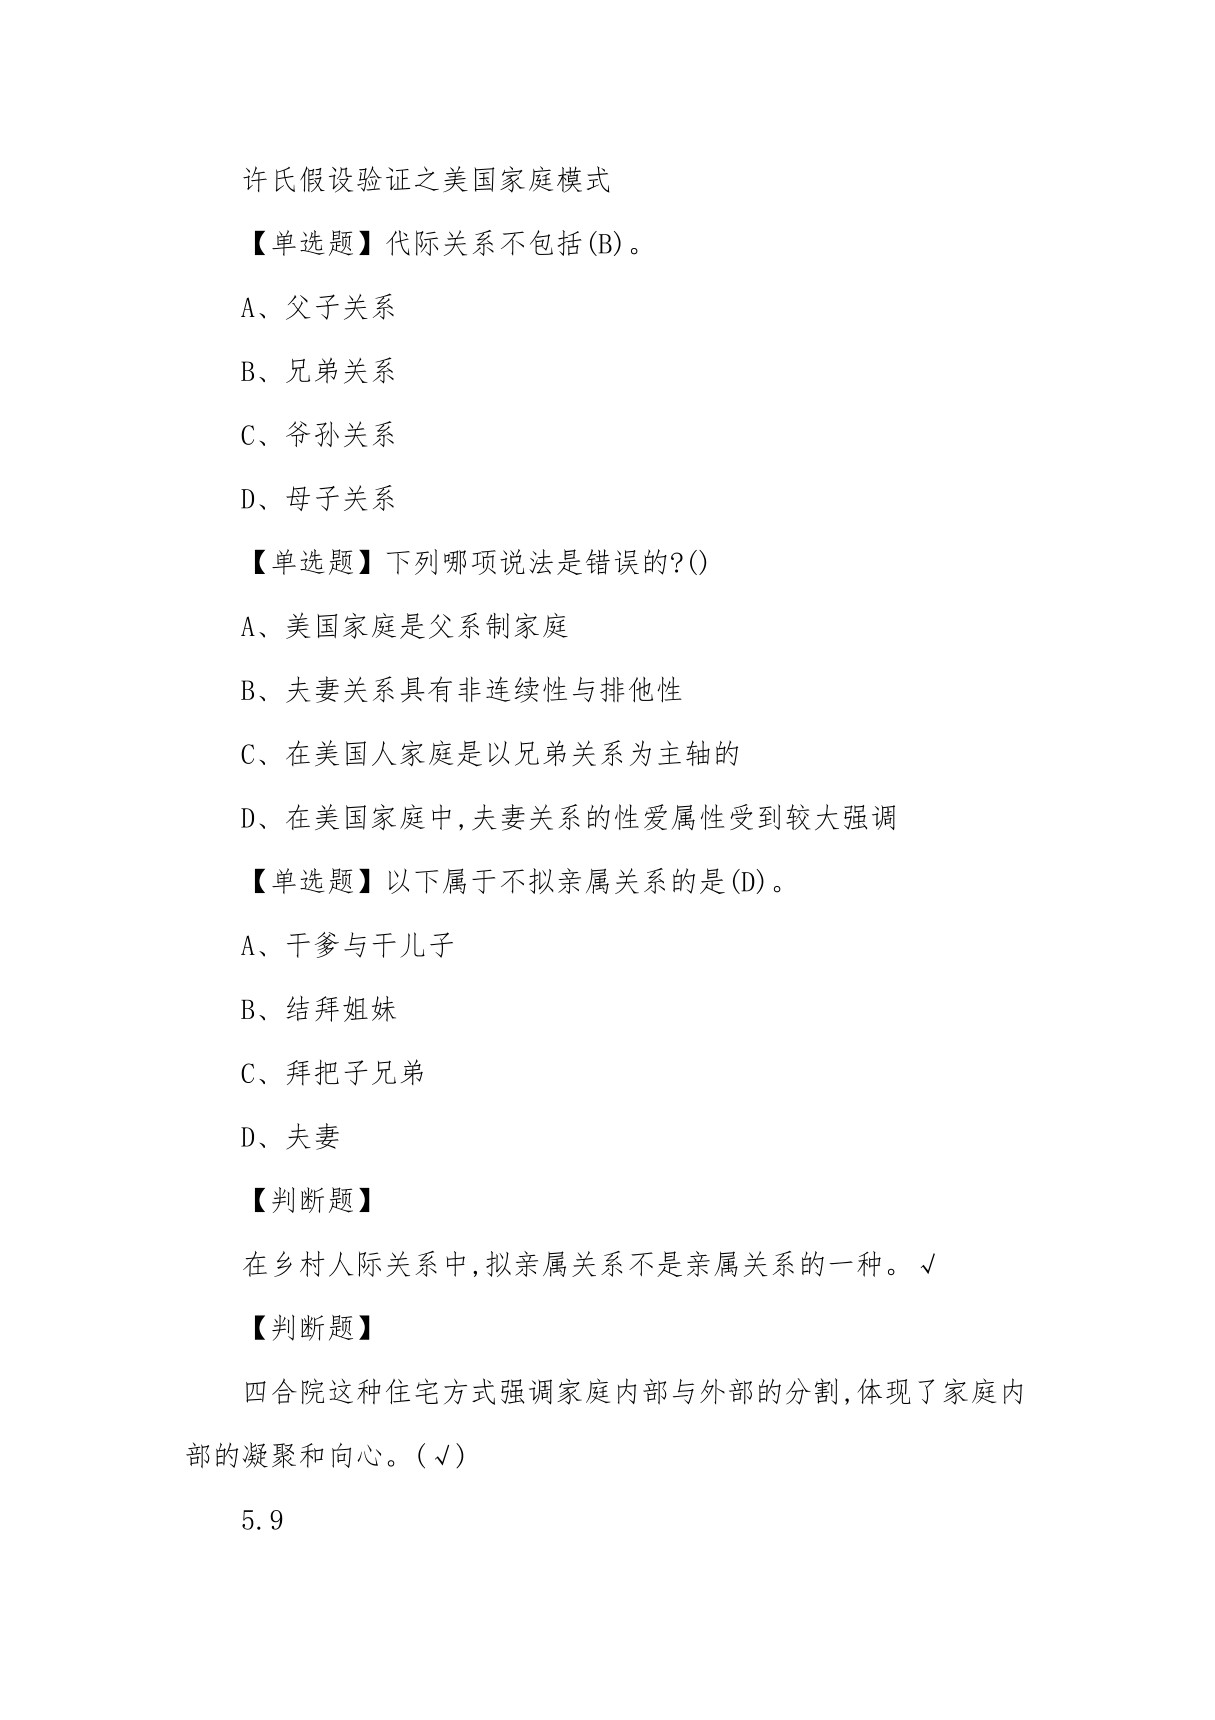 许氏假设验证之美国家庭模式
【单选题】代际关系不包括(B)。
A、父子关系
B、兄弟关系
C、爷孙关系
D、母子关系
【单选题】下列哪项说法是错误的?()
A、美国家庭是父系制家庭
B、夫妻关系具有非连续性与排他性
C、在美国人家庭是以兄弟关系为主轴的
D、在美国家庭中,夫妻关系的性爱属性受到较大强调
【单选题】以下属于不拟亲属关系的是(D)。
A、干爹与干儿子
B、结拜姐妹
C、拜把子兄弟
D、夫妻
【判断题】
在乡村人际关系中,拟亲属关系不是亲属关系的一种。√
【判断题】
四合院这种住宅方式强调家庭内部与外部的分割,体现了家庭内
部的凝聚和向心。(√)
5.9